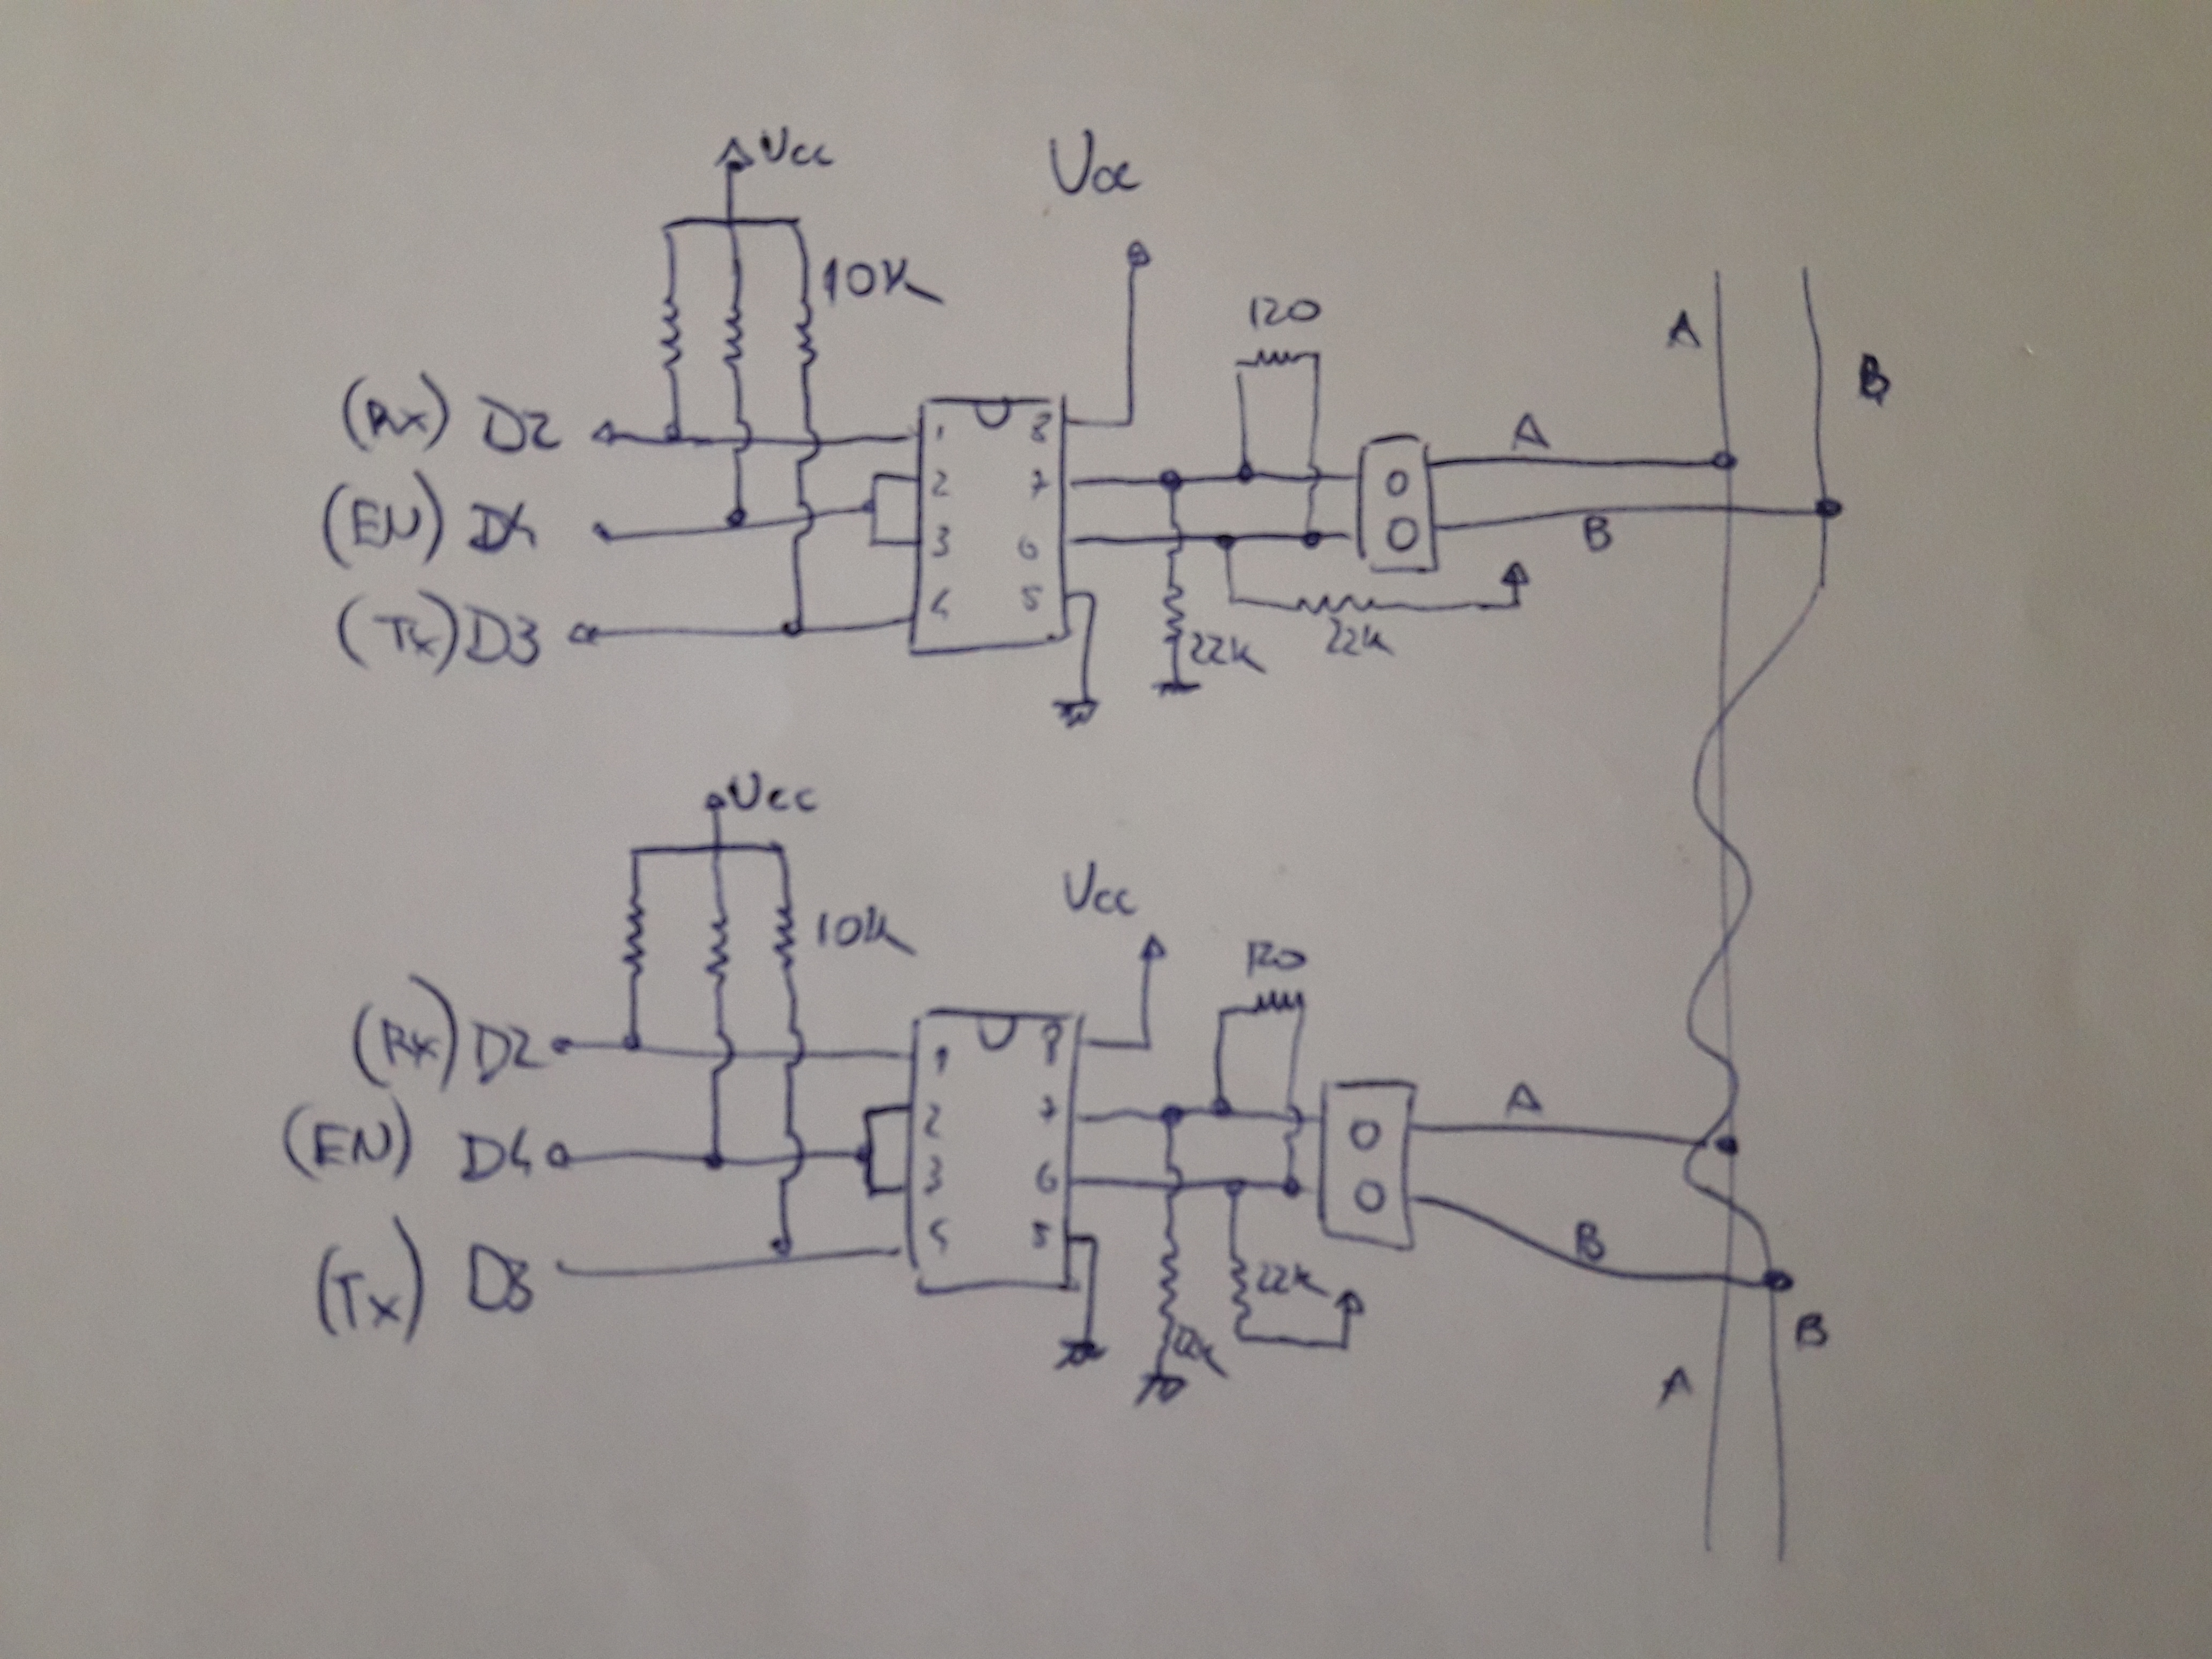 Vcc Vcc
10K
120
A
B
(Rx) D2
1 8
A
2 7
(EN) D4
3 6
B
(Tx) D3
4 5
22K 22K
Vcc
10K
Vcc
120
(Rx) D2
1 8
A
2 7
(EN) D4
3 6
B
4 5
(Tx) D3
22K
B
A